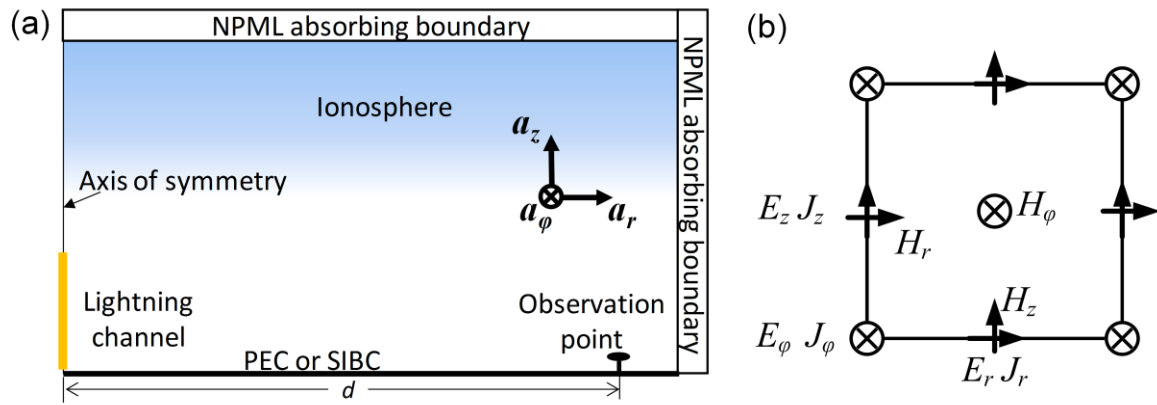 (a)
NPML absorbing boundary
NPML absorbing boundary
Ionosphere
a_z
a_φ
a_r
Axis of symmetry
Lightning
channel
Observation
point
PEC or SIBC
d
(b)
E_z J_z
H_r
H_φ
H_z
E_φ J_φ
E_r J_r